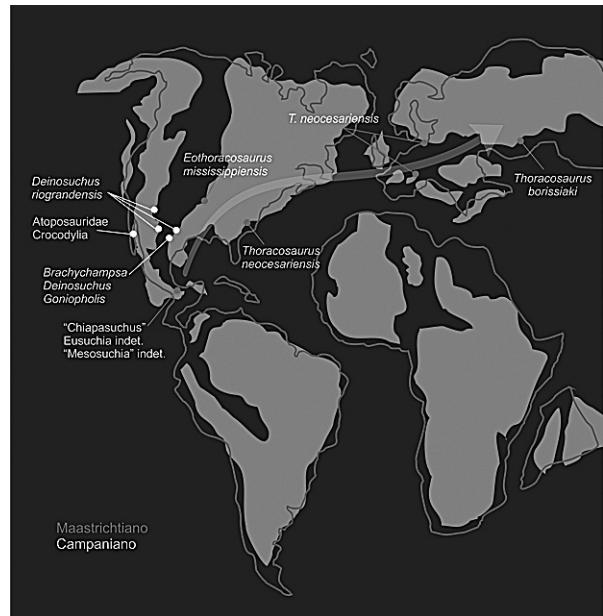 T. neocesariensis
Eothoracosaurus
mississippiensis
Thoracosaurus
borissiaki
Deinosuchus
riograndensis
Atoposauridae
Crocodylia
Thoracosaurus
neocesariensis
Brachychampsa
Deinosuchus
Goniopholis
"Chiapasuchus"
Eusuchia indet.
"Mesosuchia" indet.
Maastrichtiano
Campaniano